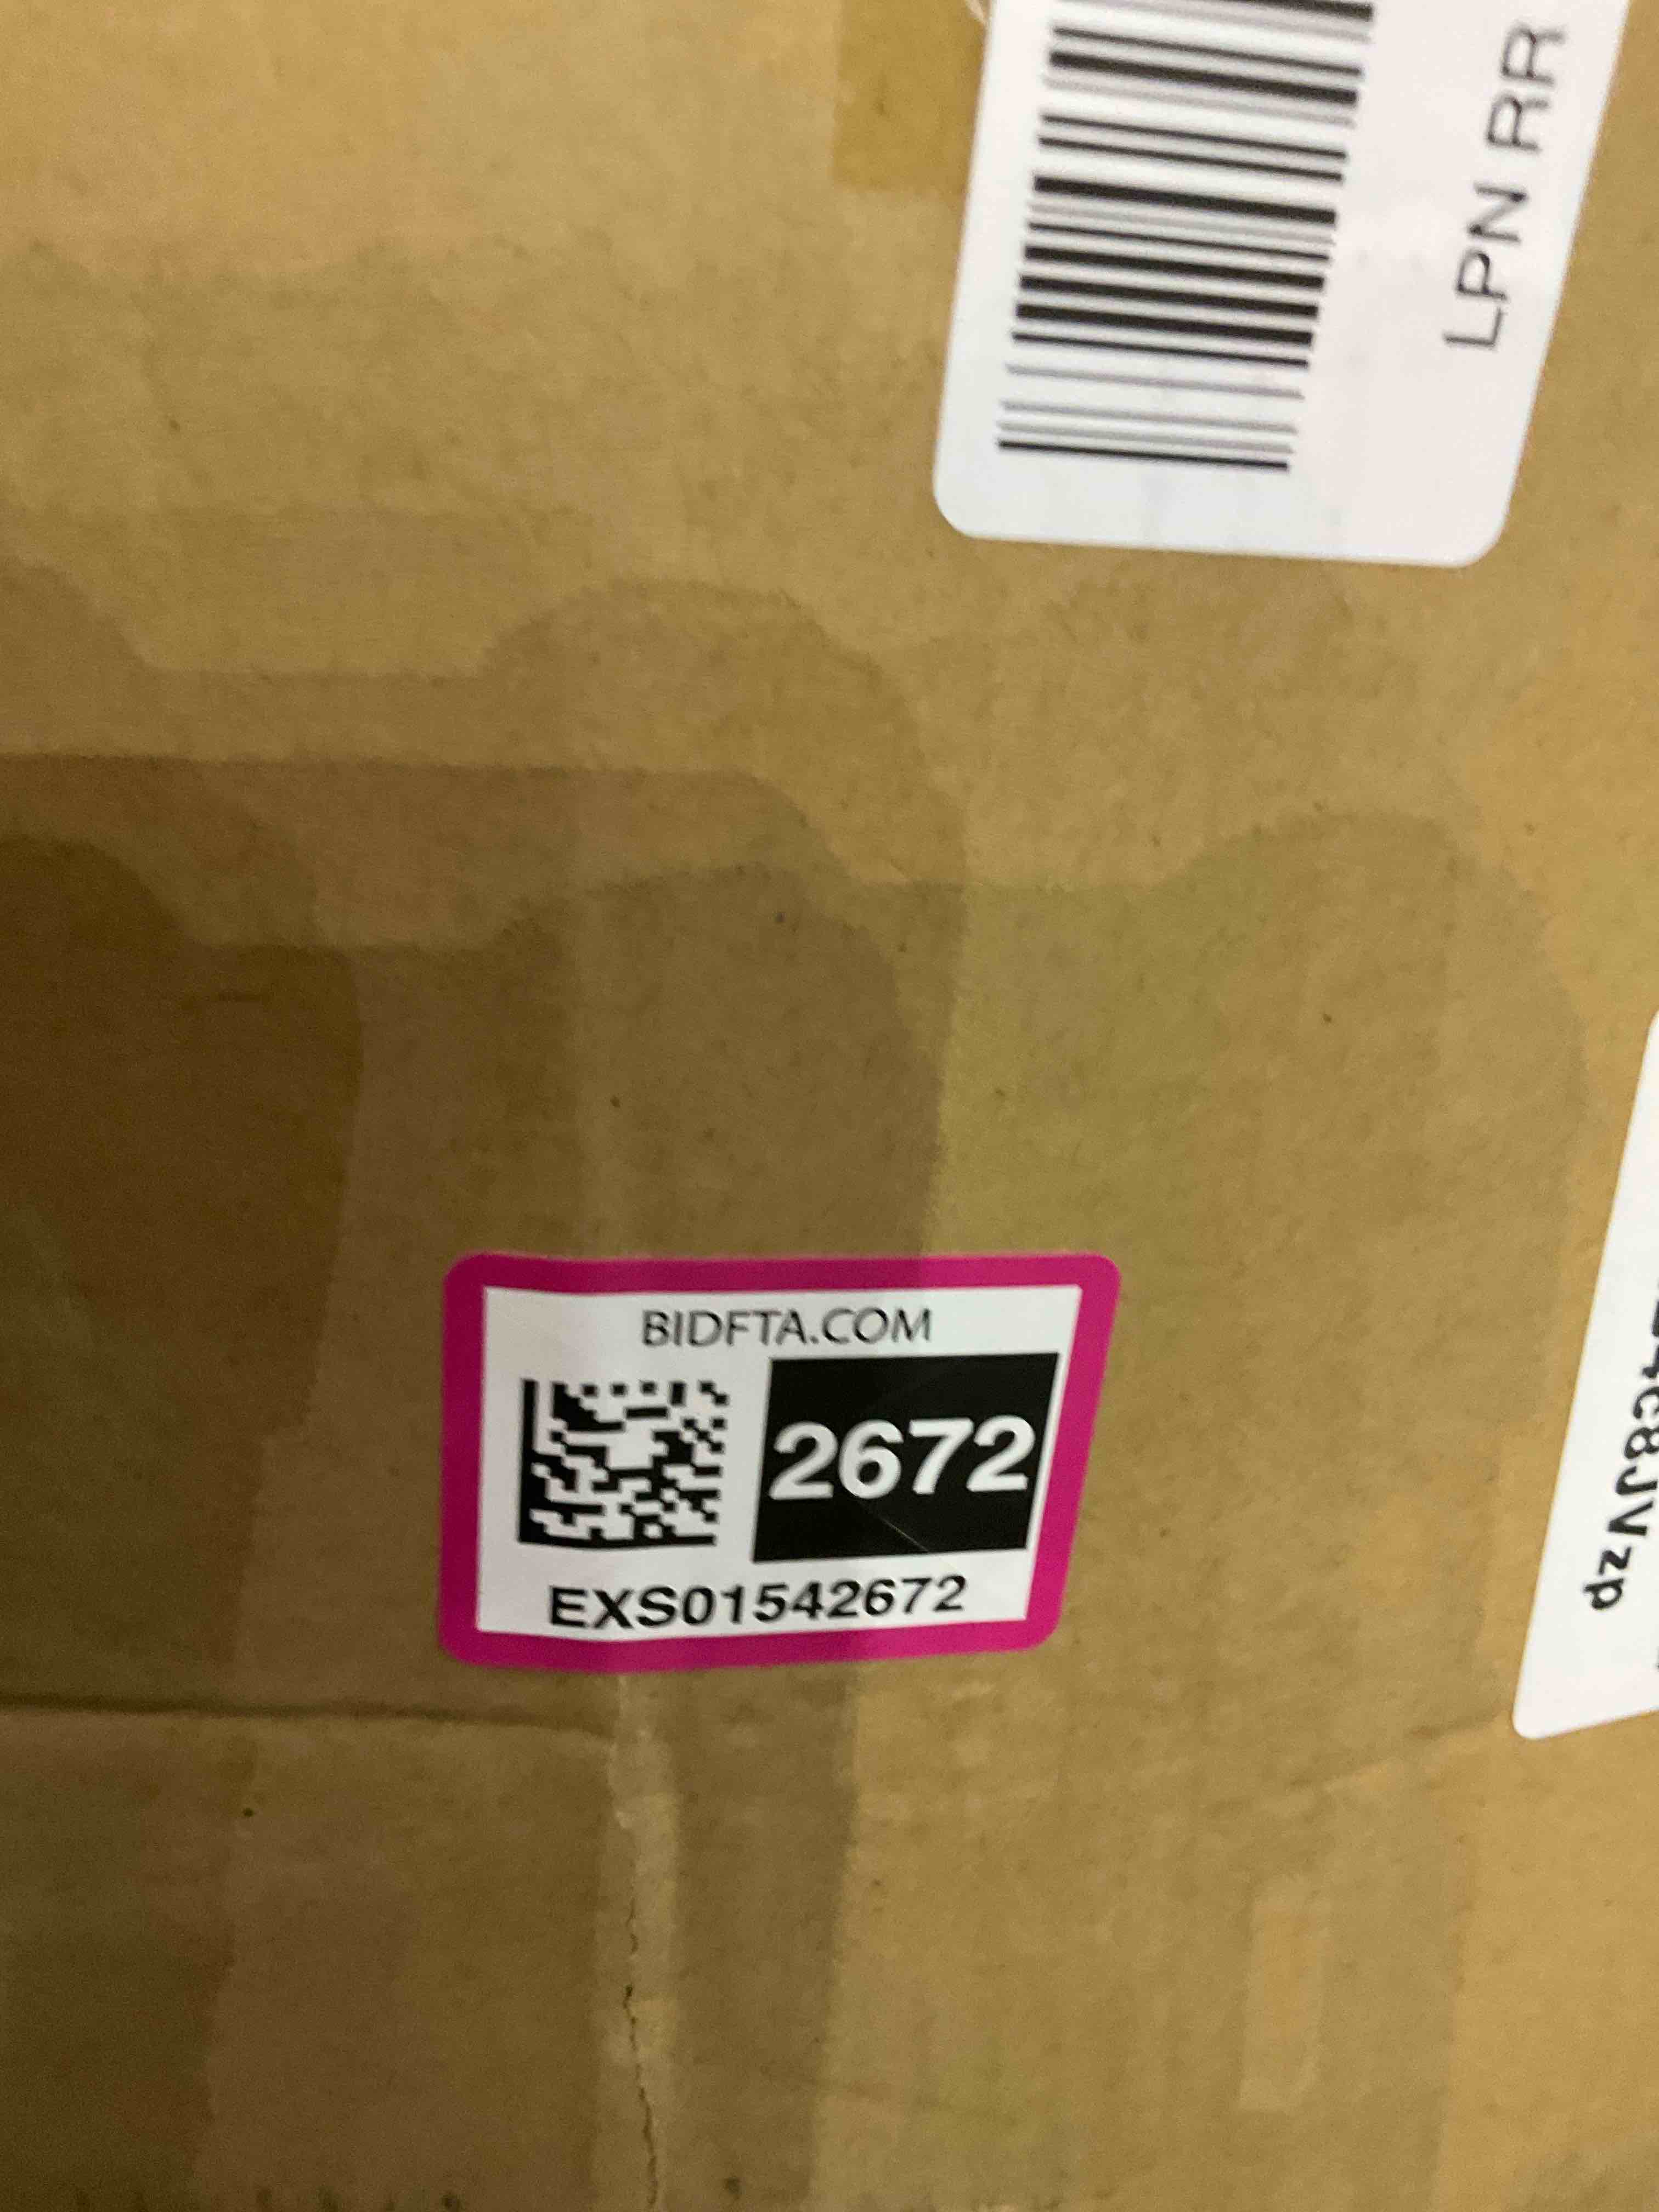 LPN RR
BIDFTA.COM
2672
EXS01542672